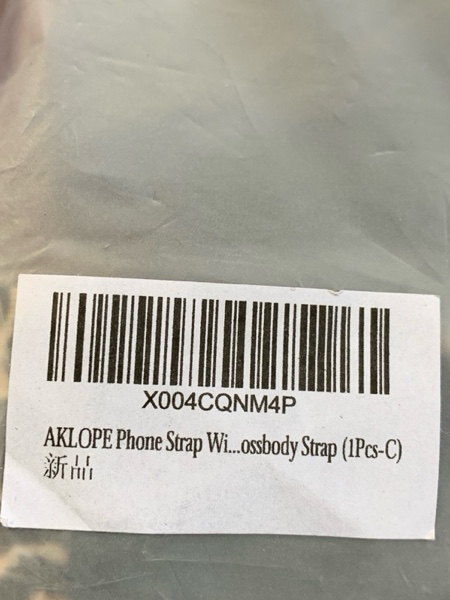 X004CQNM4P
AKLOPE Phone Strap Wi...ossbody Strap (1Pcs-C)
新品